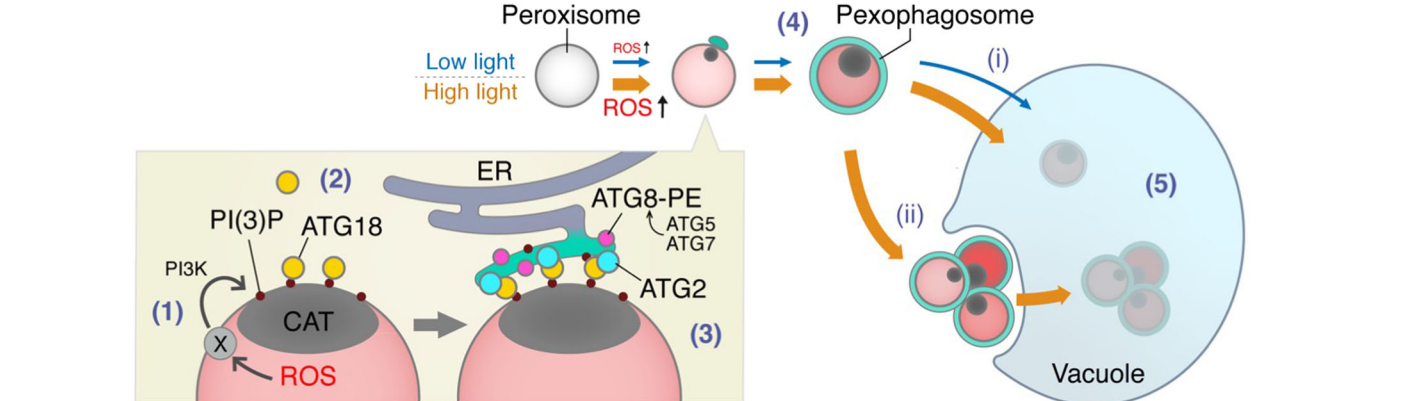 Peroxisome
(4)
Pexophagosome
Low light
High light
ROS↑
ROS↑
(i)
(ii)
(5)
Vacuole
ER
(2)
PI(3)P
ATG18
PI3K
(1)
CAT
X
ROS
ATG8-PE
ATG5
ATG7
ATG2
(3)